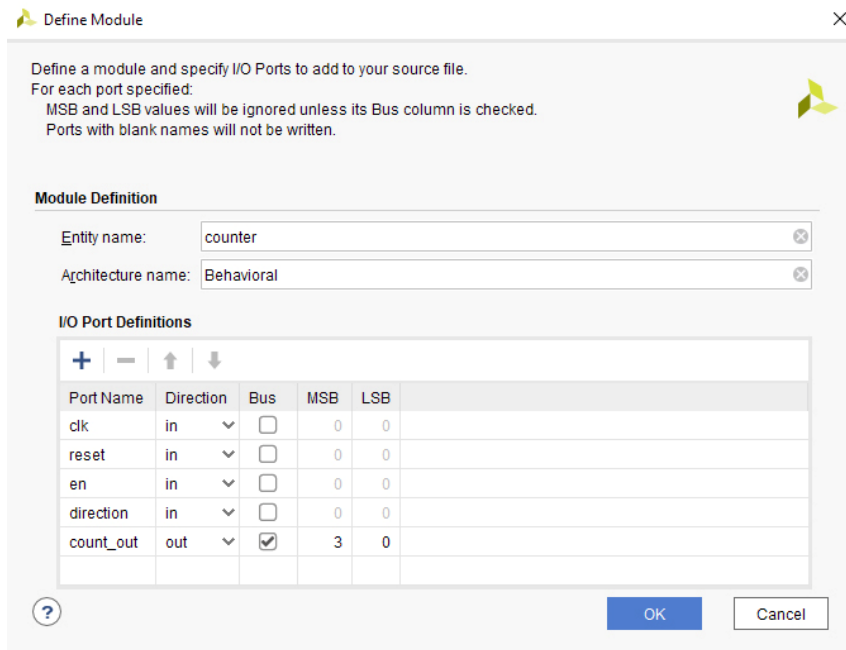 Define Module
Define a module and specify I/O Ports to add to your source file.
For each port specified:
MSB and LSB values will be ignored unless its Bus column is checked.
Ports with blank names will not be written.
Module Definition
Entity name: counter
Architecture name: Behavioral
I/O Port Definitions
Port Name Direction Bus MSB LSB
clk in 0 0
reset in 0 0
en in 0 0
direction in 0 0
count_out out 3 0
? OK Cancel